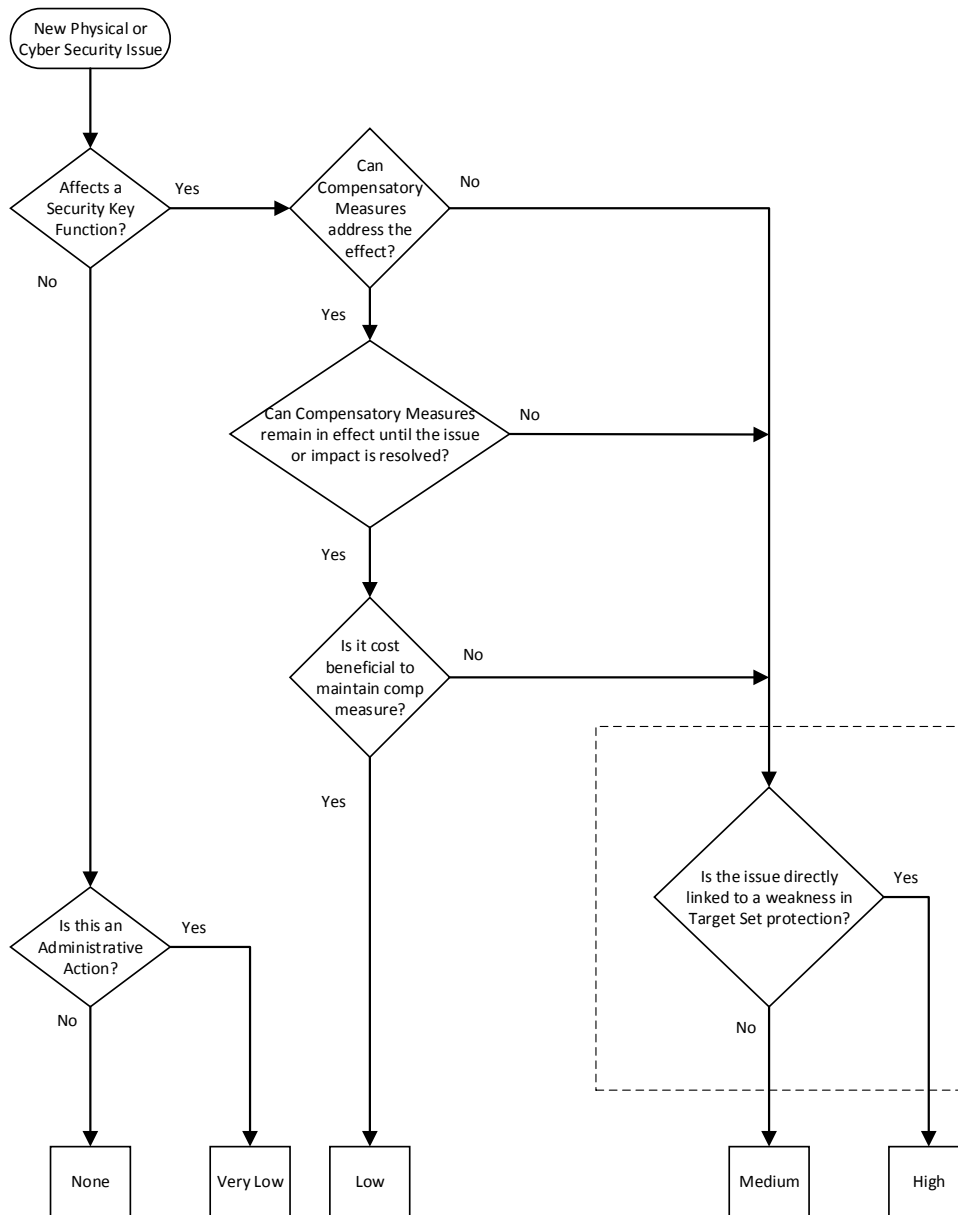 New Physical or
Cyber Security Issue
Affects a
Security Key
Function?
Yes
Can
Compensatory
Measures
address the
effect?
No
No
Yes
Can Compensatory Measures
remain in effect until the issue
or impact is resolved?
No
Yes
Is it cost
beneficial to
maintain comp
measure?
No
Yes
Is the issue directly
linked to a weakness in
Target Set protection?
Yes
No
Is this an
Administrative
Action?
Yes
No
None
Very Low
Low
Medium
High